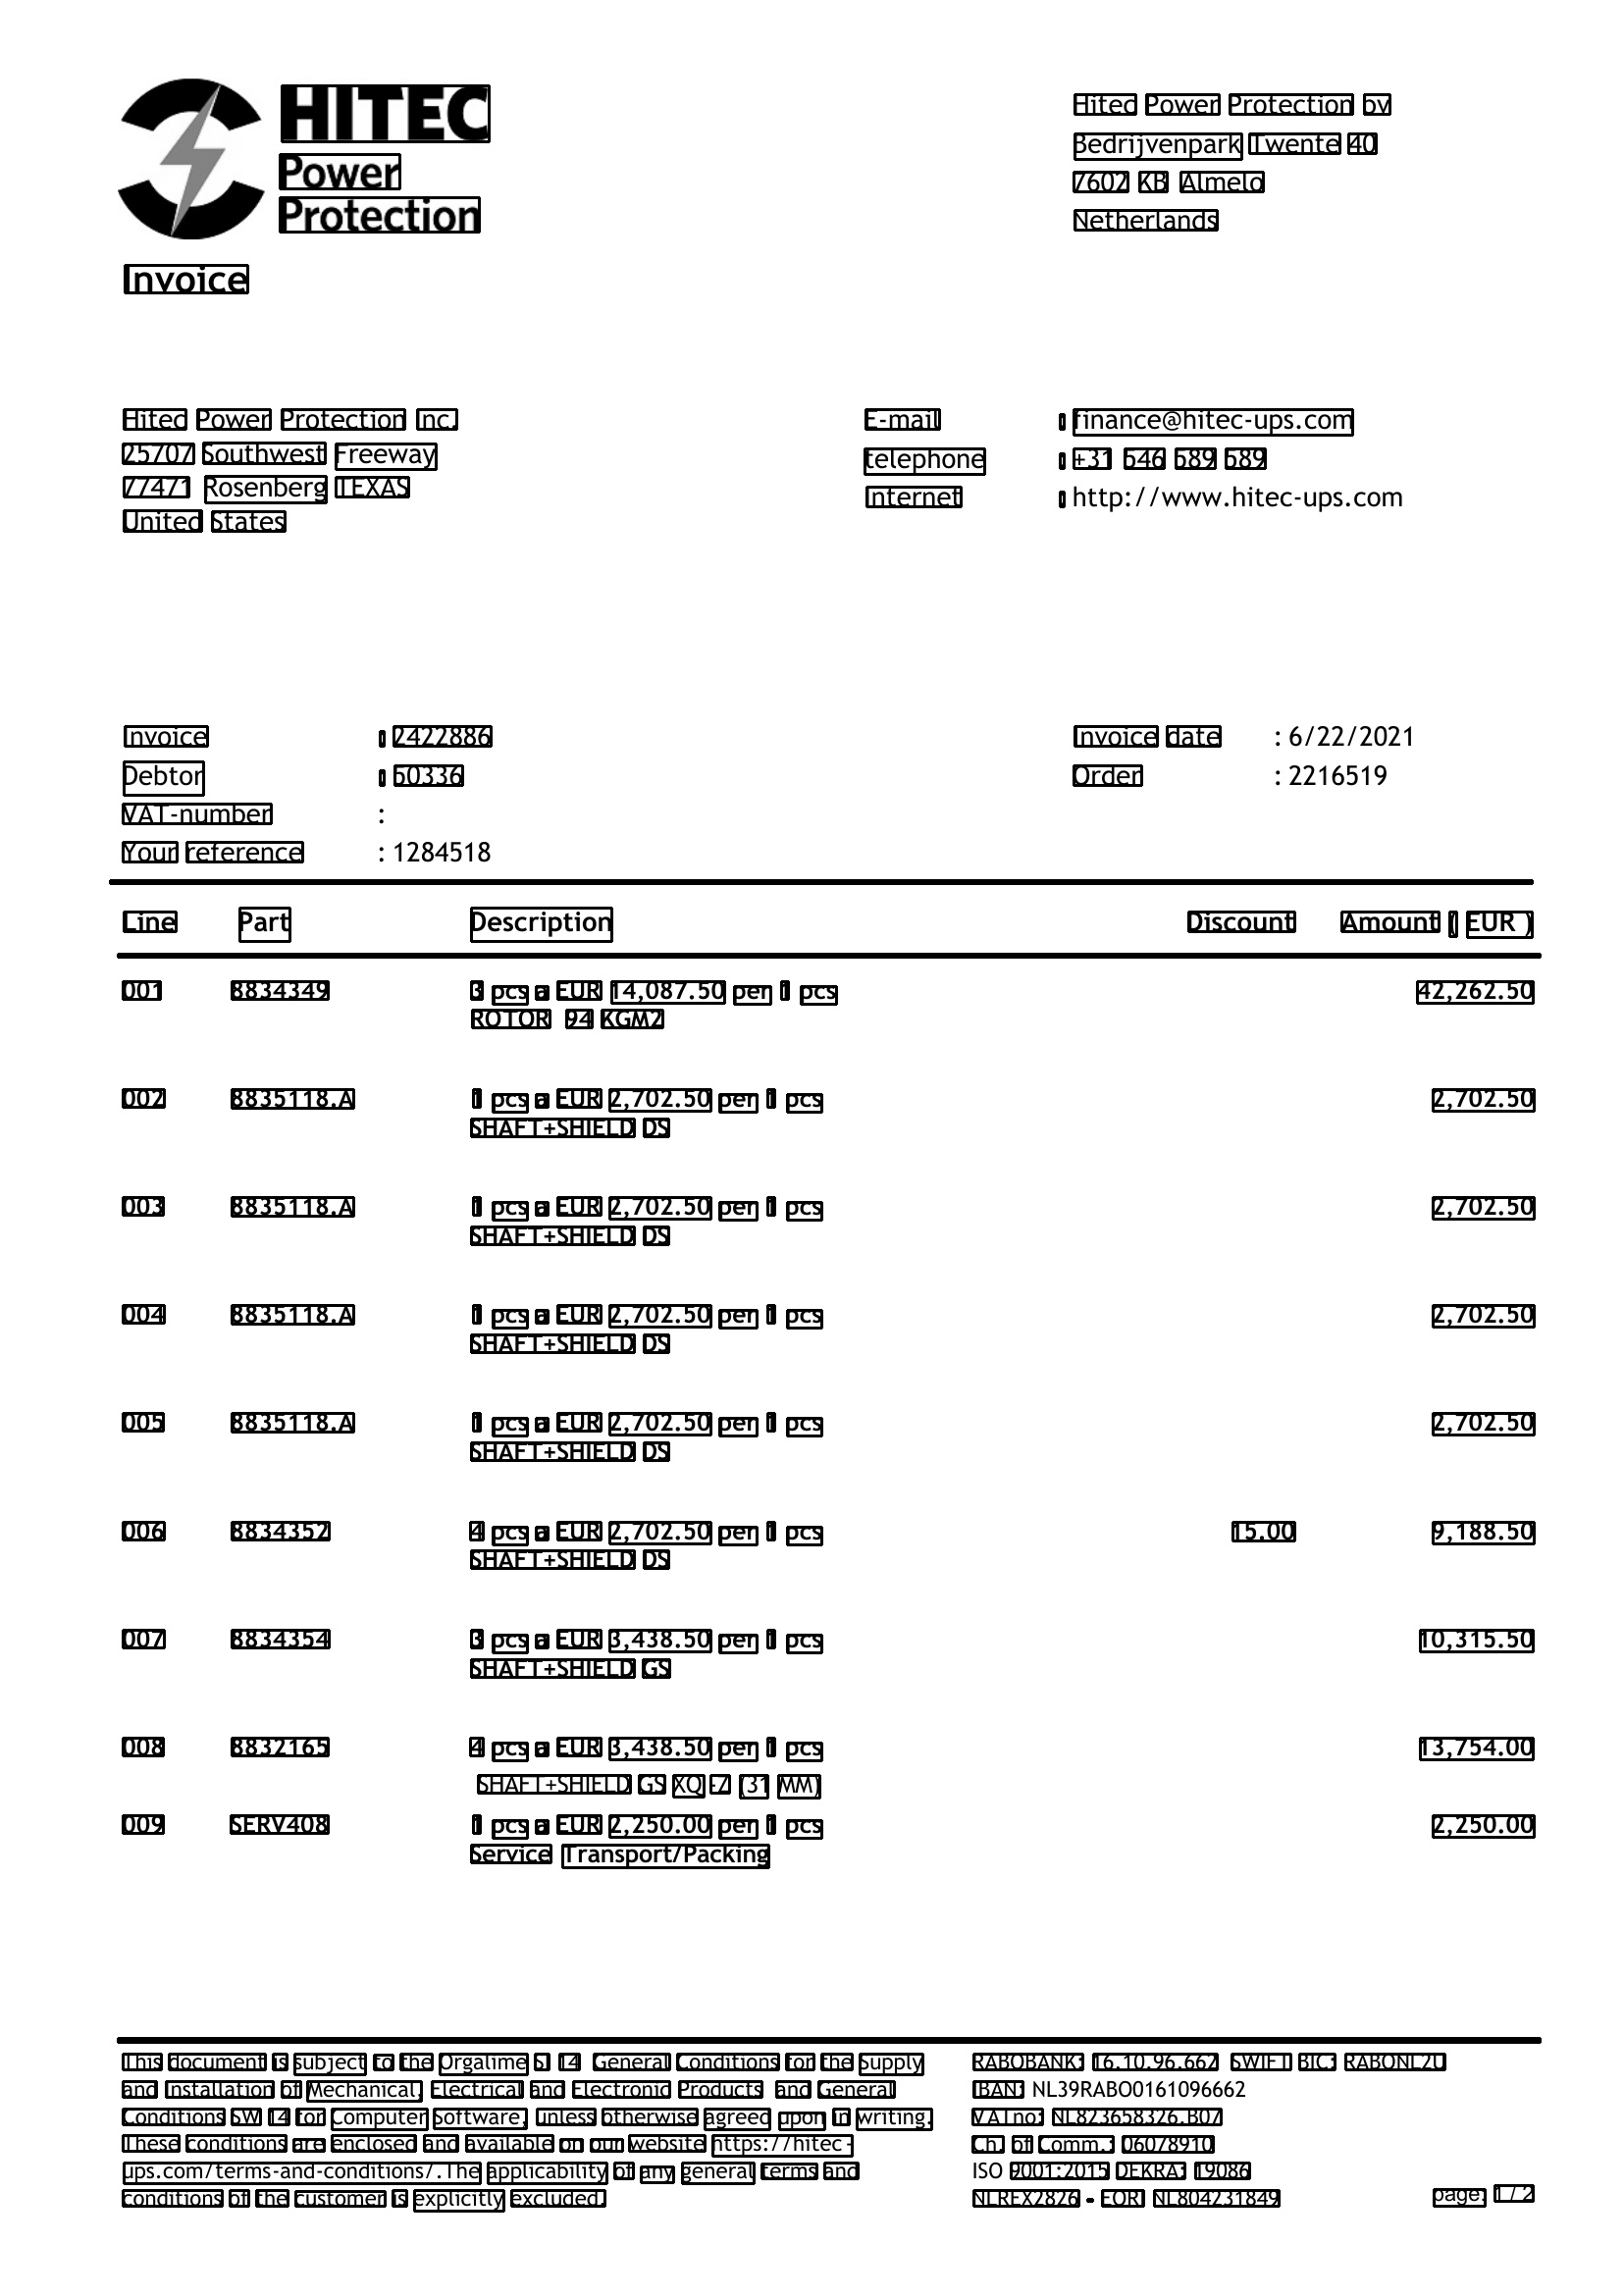 HITEC
Power
Protection
Hitec Power Protection bv
Bedrijvenpark Twente 40
7602 KB Almelo
Netherlands
Invoice
Hitec Power Protection Inc.
25707 Southwest Freeway
77471 Rosenberg TEXAS
United States
E-mail : finance@hitec-ups.com
telephone : +31 546 589 589
Internet : http://www.hitec-ups.com
Invoice : 2422886
Debtor : 50336
VAT-number :
Your reference : 1284518
Invoice date : 6/22/2021
Order : 2216519
Line Part Description Discount Amount ( EUR )
001 8834349 3 pcs a EUR 14,087.50 per 1 pcs 42,262.50
ROTOR 94 KGM2
002 8835118.A 1 pcs a EUR 2,702.50 per 1 pcs 2,702.50
SHAFT+SHIELD DS
003 8835118.A 1 pcs a EUR 2,702.50 per 1 pcs 2,702.50
SHAFT+SHIELD DS
004 8835118.A 1 pcs a EUR 2,702.50 per 1 pcs 2,702.50
SHAFT+SHIELD DS
005 8835118.A 1 pcs a EUR 2,702.50 per 1 pcs 2,702.50
SHAFT+SHIELD DS
006 8834352 4 pcs a EUR 2,702.50 per 1 pcs 15.00 9,188.50
SHAFT+SHIELD DS
007 8834354 3 pcs a EUR 3,438.50 per 1 pcs 10,315.50
SHAFT+SHIELD GS
008 8832165 4 pcs a EUR 3,438.50 per 1 pcs 13,754.00
SHAFT+SHIELD GS XQ-Z (31 MM)
009 SERV408 1 pcs a EUR 2,250.00 per 1 pcs 2,250.00
Service Transport/Packing
This document is subject to the Orgalime SI 14 General Conditions for the Supply
and Installation of Mechanical, Electrical and Electronic Products and General
Conditions SW 14 for Computer Software, unless otherwise agreed upon in writing.
These conditions are enclosed and available on our website https://hitec-
ups.com/terms-and-conditions/.The applicability of any general terms and
conditions of the customer is explicitly excluded.
RABOBANK: 16.10.96.662 SWIFT BIC: RABONL2U
IBAN: NL39RABO0161096662
VATno: NL823658326.B07
Ch. of Comm.: 06078910
ISO 9001:2015 DEKRA: 19086
NLREX2826 - EORI NL804231849
page: 1 / 2